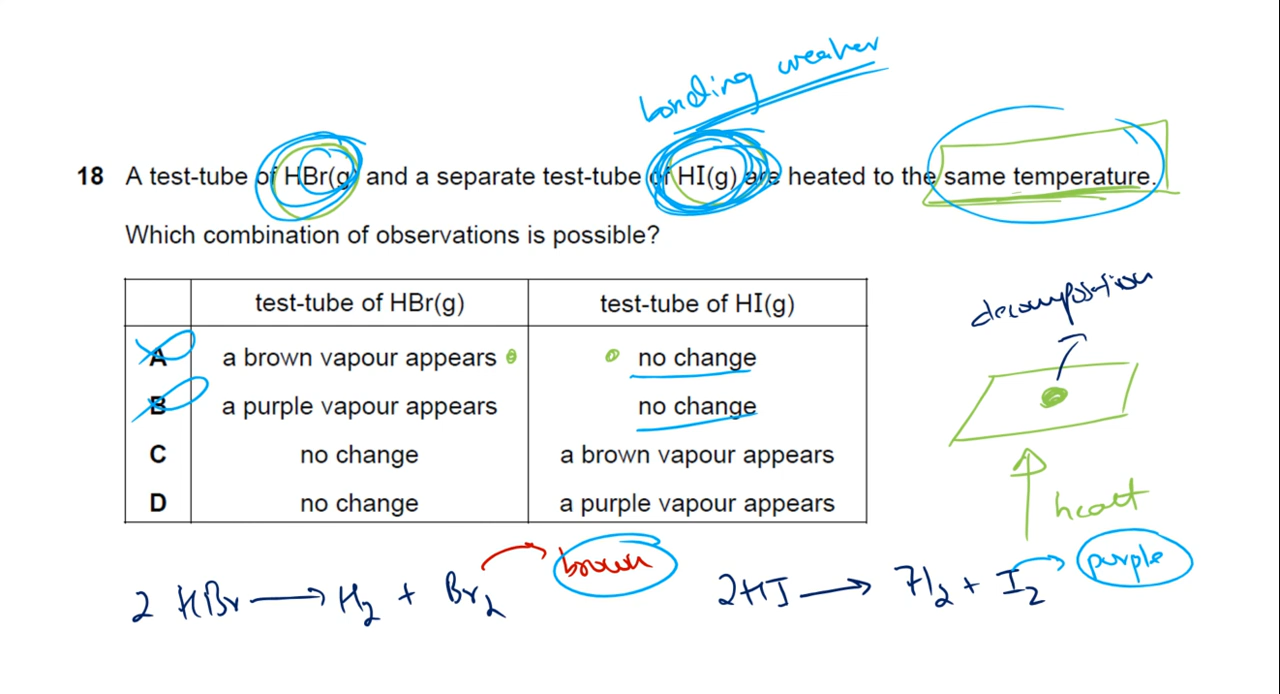 bonding weaker
18 A test-tube of HBr(g) and a separate test-tube of HI(g) are heated to the same temperature.
Which combination of observations is possible?
test-tube of HBr(g) test-tube of HI(g)
A a brown vapour appears no change
B a purple vapour appears no change
C no change a brown vapour appears
D no change a purple vapour appears
decomposition
heat
2 HBr → H2 + Br2 brown
2HI → H2 + I2 purple